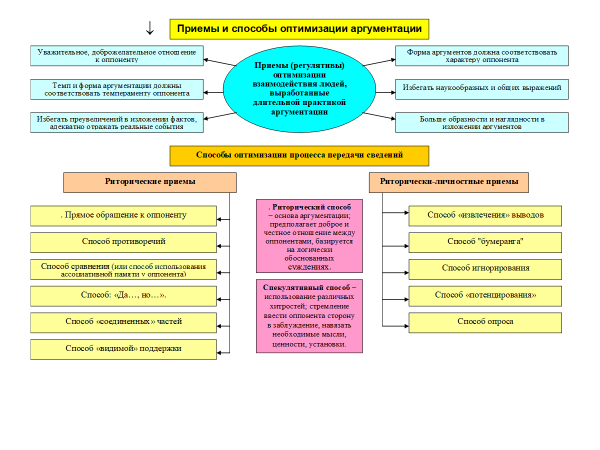 Приемы и способы оптимизации аргументации
Уважительное, доброжелательное отношение
к оппоненту
Темп и форма аргументации должны
соответствовать темпераменту оппонента
Избегать преувеличений в изложении фактов,
адекватно отражать реальные события
Приемы (регулятивы)
оптимизации
взаимодействия людей,
выработанные
длительной практикой
аргументации
Форма аргументов должна соответствовать
характеру оппонента
Избегать наукообразных и общих выражений
Больше образности и наглядности в
изложении аргументов
Способы оптимизации процесса передачи сведений
Риторические приемы
. Прямое обращение к оппоненту
Способ противоречий
Способ сравнения (или способ использования
ассоциативной памяти у оппонента)
Способ: «Да…, но…».
Способ «соединенных» частей
Способ «видимой» поддержки
. Риторический способ
– основа аргументации;
предполагает доброе и
честное отношение между
оппонентами, базируется
на логически
обоснованных
суждениях.
Спекулятивный способ –
использование различных
хитростей; стремление
ввести оппонента сторону
в заблуждение, навязать
необходимые мысли,
ценности, установки.
Риторически-личностные приемы
Способ «извлечения» выводов
Способ "бумеранга"
Способ игнорирования
Способ «потенцирования»
Способ опроса